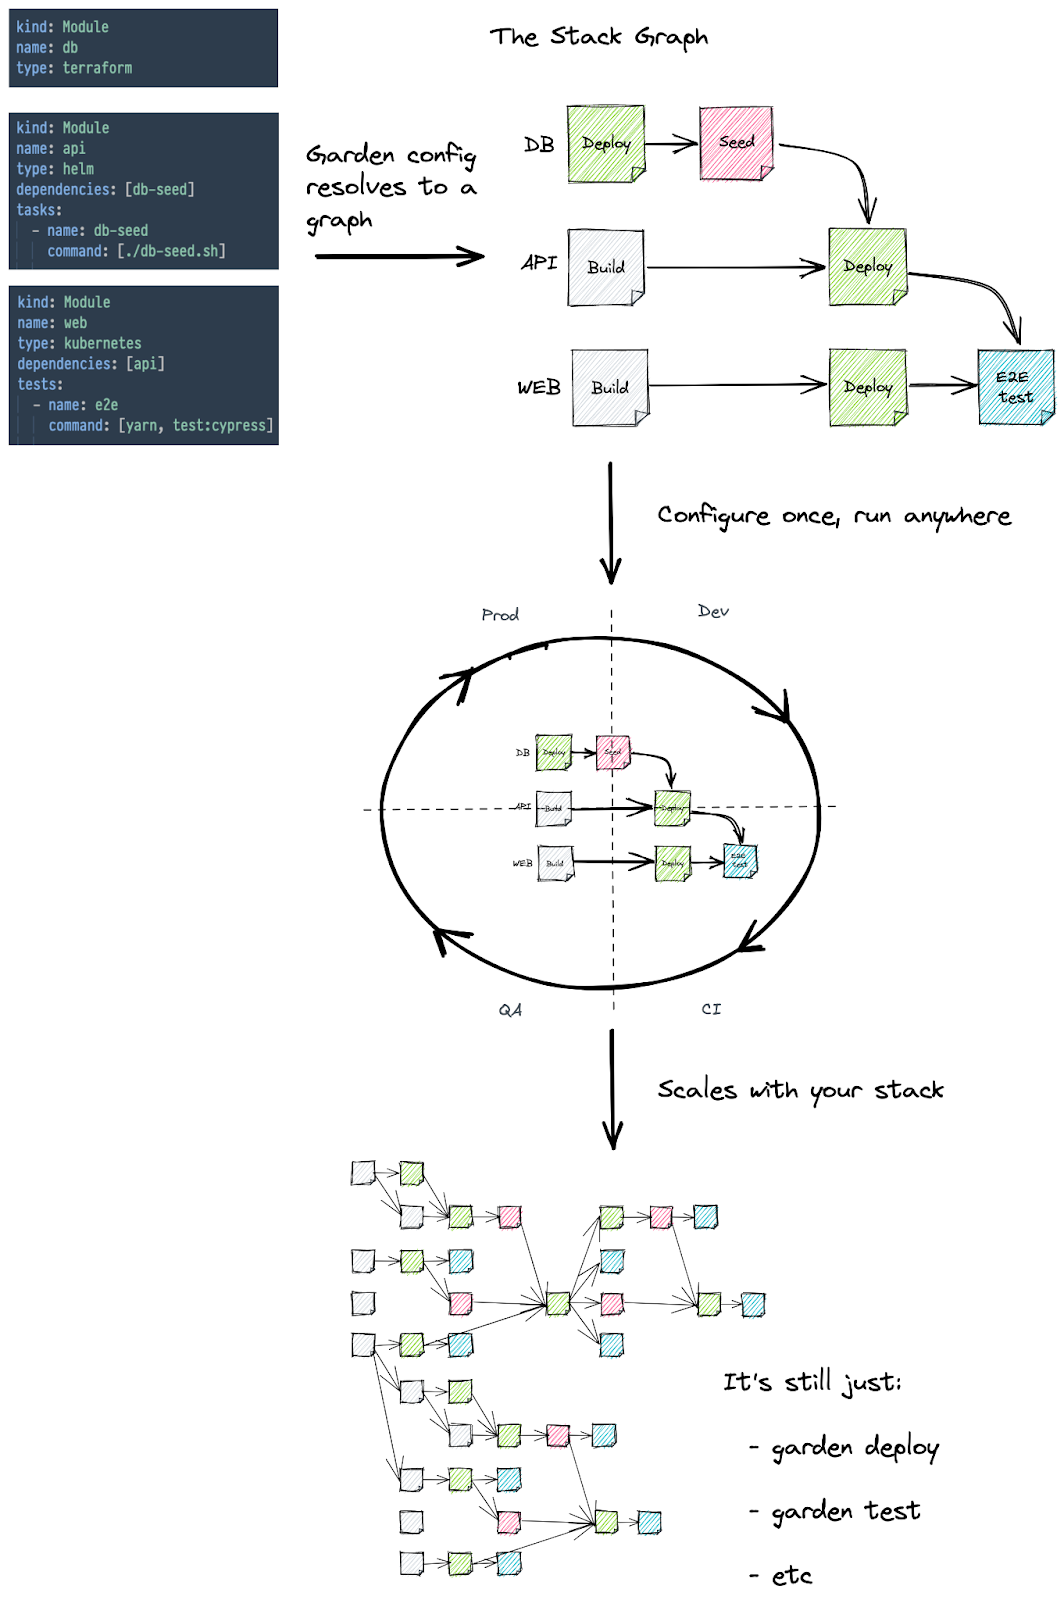 kind: Module
name: db
type: terraform
kind: Module
name: api
type: helm
dependencies: [db-seed]
tasks:
- name: db-seed
command: [./db-seed.sh]
kind: Module
name: web
type: kubernetes
dependencies: [api]
tests:
- name: e2e
command: [yarn, test:cypress]
Garden config
resolves to a
graph
The Stack Graph
DB
Deploy
Seed
API
Build
Deploy
WEB
Build
Deploy
E2E
test
Configure once, run anywhere
Prod
Dev
DB
Deploy
Seed
API
Build
Deploy
WEB
Build
Deploy
E2E
test
QA
CI
Scales with your stack
It's still just:
- garden deploy
- garden test
- etc